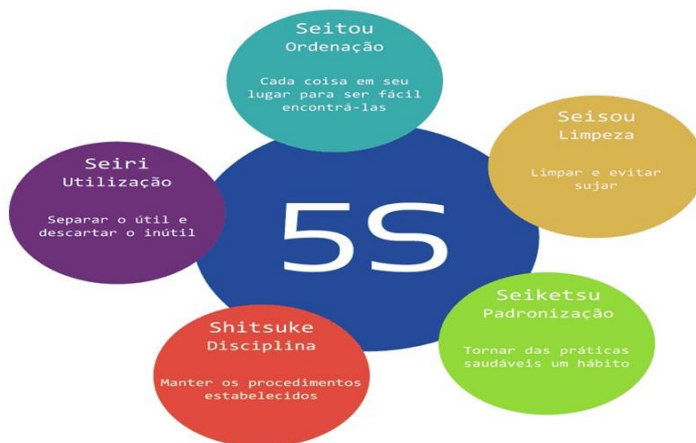 Seitou
Ordenação
Cada coisa em seu
lugar para ser fácil
encontrá-las
Seisou
Limpeza
Limpar e evitar
sujar
Seiri
Utilização
Separar o útil e
descartar o inútil
5S
Seiketsu
Padronização
Tornar das práticas
saudáveis um hábito
Shitsuke
Disciplina
Manter os procedimentos
estabelecidos